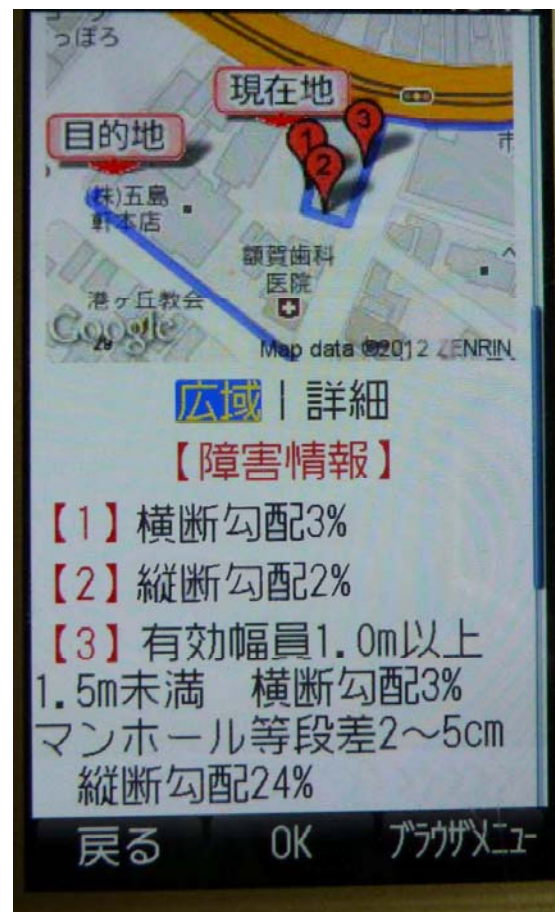 っぽろ
現在地
目的地
市
(株)五島
軒本店
額賀歯科
医院
港ヶ丘教会
Google
Map data ©2012 ZENRIN
広域 | 詳細
【障害情報】
【1】横断勾配3%
【2】縦断勾配2%
【3】有効幅員1.0m以上
1.5m未満 横断勾配3%
マンホール等段差2～5cm
縦断勾配24%
戻る OK ブラウザメニュー
1
2
3